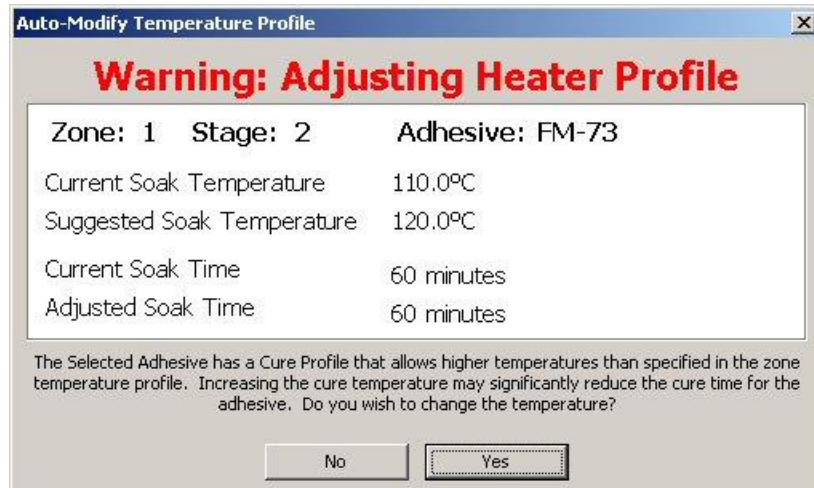 Auto-Modify Temperature Profile
Warning: Adjusting Heater Profile
Zone: 1 Stage: 2 Adhesive: FM-73
Current Soak Temperature 110.0ºC
Suggested Soak Temperature 120.0ºC
Current Soak Time 60 minutes
Adjusted Soak Time 60 minutes
The Selected Adhesive has a Cure Profile that allows higher temperatures than specified in the zone
temperature profile. Increasing the cure temperature may significantly reduce the cure time for the
adhesive. Do you wish to change the temperature?
No Yes